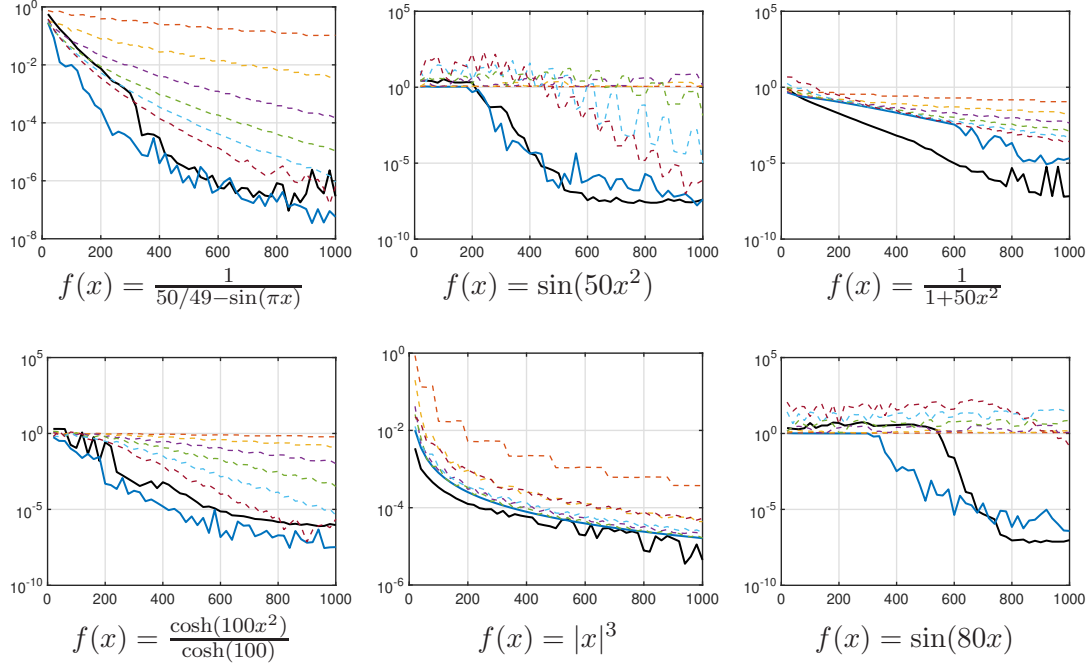 10^0
10^-2
10^-4
10^-6
10^-8
0 200 400 600 800 1000
f(x) = 1/(50/49−sin(πx))
10^5
10^0
10^-5
10^-10
0 200 400 600 800 1000
f(x) = sin(50x^2)
10^5
10^0
10^-5
10^-10
0 200 400 600 800 1000
f(x) = 1/(1+50x^2)
10^5
10^0
10^-5
10^-10
0 200 400 600 800 1000
f(x) = cosh(100x^2)/cosh(100)
10^0
10^-2
10^-4
10^-6
0 200 400 600 800 1000
f(x) = |x|^3
10^5
10^0
10^-5
10^-10
0 200 400 600 800 1000
f(x) = sin(80x)